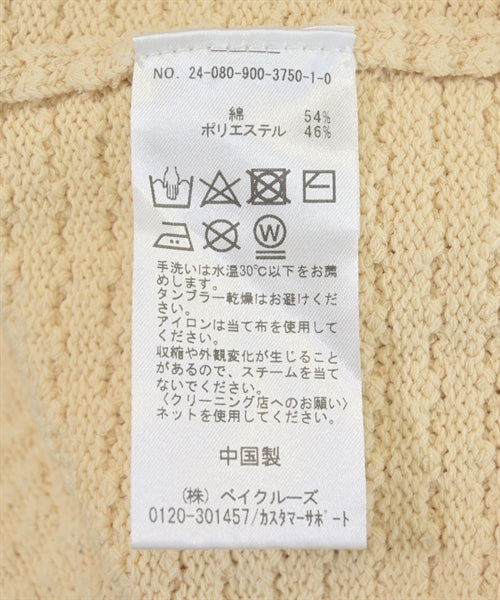 NO. 24-080-900-3750-1-0
綿 54%
ポリエステル 46%
手洗いは水温30℃以下をお薦
めします。
タンブラー乾燥はお避けくだ
さい。
アイロンは当て布を使用して
ください。
収縮や外観変化が生じること
があるので、スチームを当て
ないでください。
〈クリーニング店へのお願い〉
ネットを使用してください。
中国製
(株) ベイクルーズ
0120-301457/カスタマーサポート